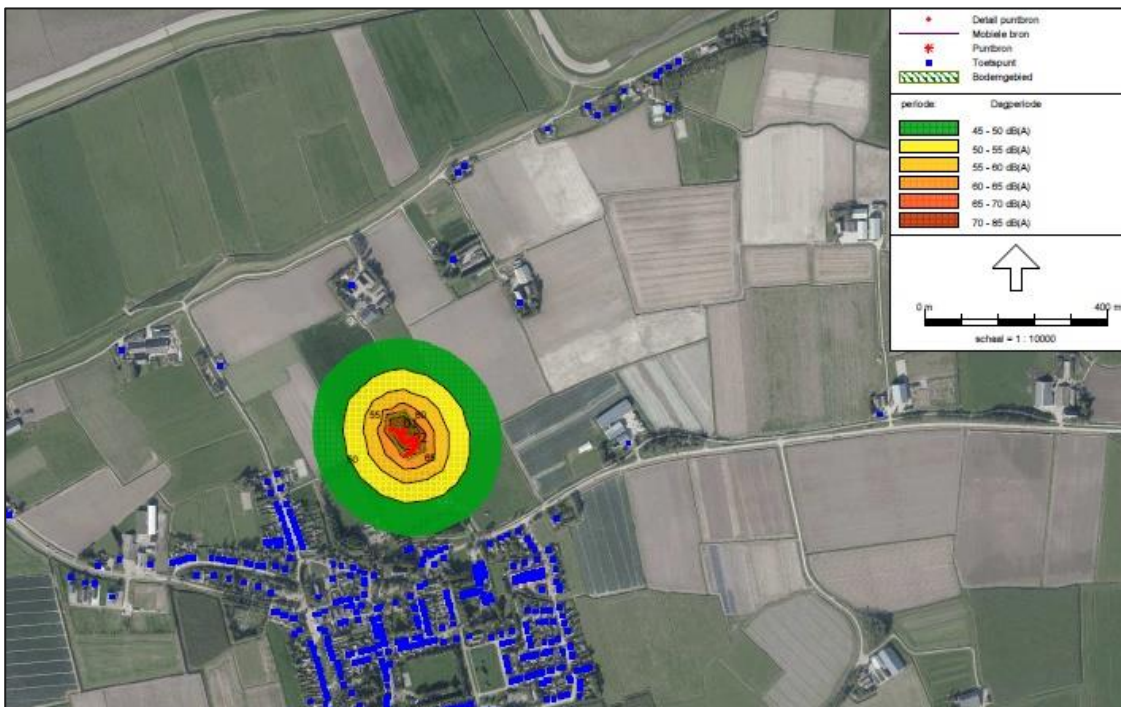 Detail puntbron
Mobiele bron
Puntbron
Toetspunt
Bodemgebied
periode: Dagperiode
45 - 50 dB(A)
50 - 55 dB(A)
55 - 60 dB(A)
60 - 65 dB(A)
65 - 70 dB(A)
70 - 85 dB(A)
0 m 400 m
schaal = 1 : 10000
55 60
50 65